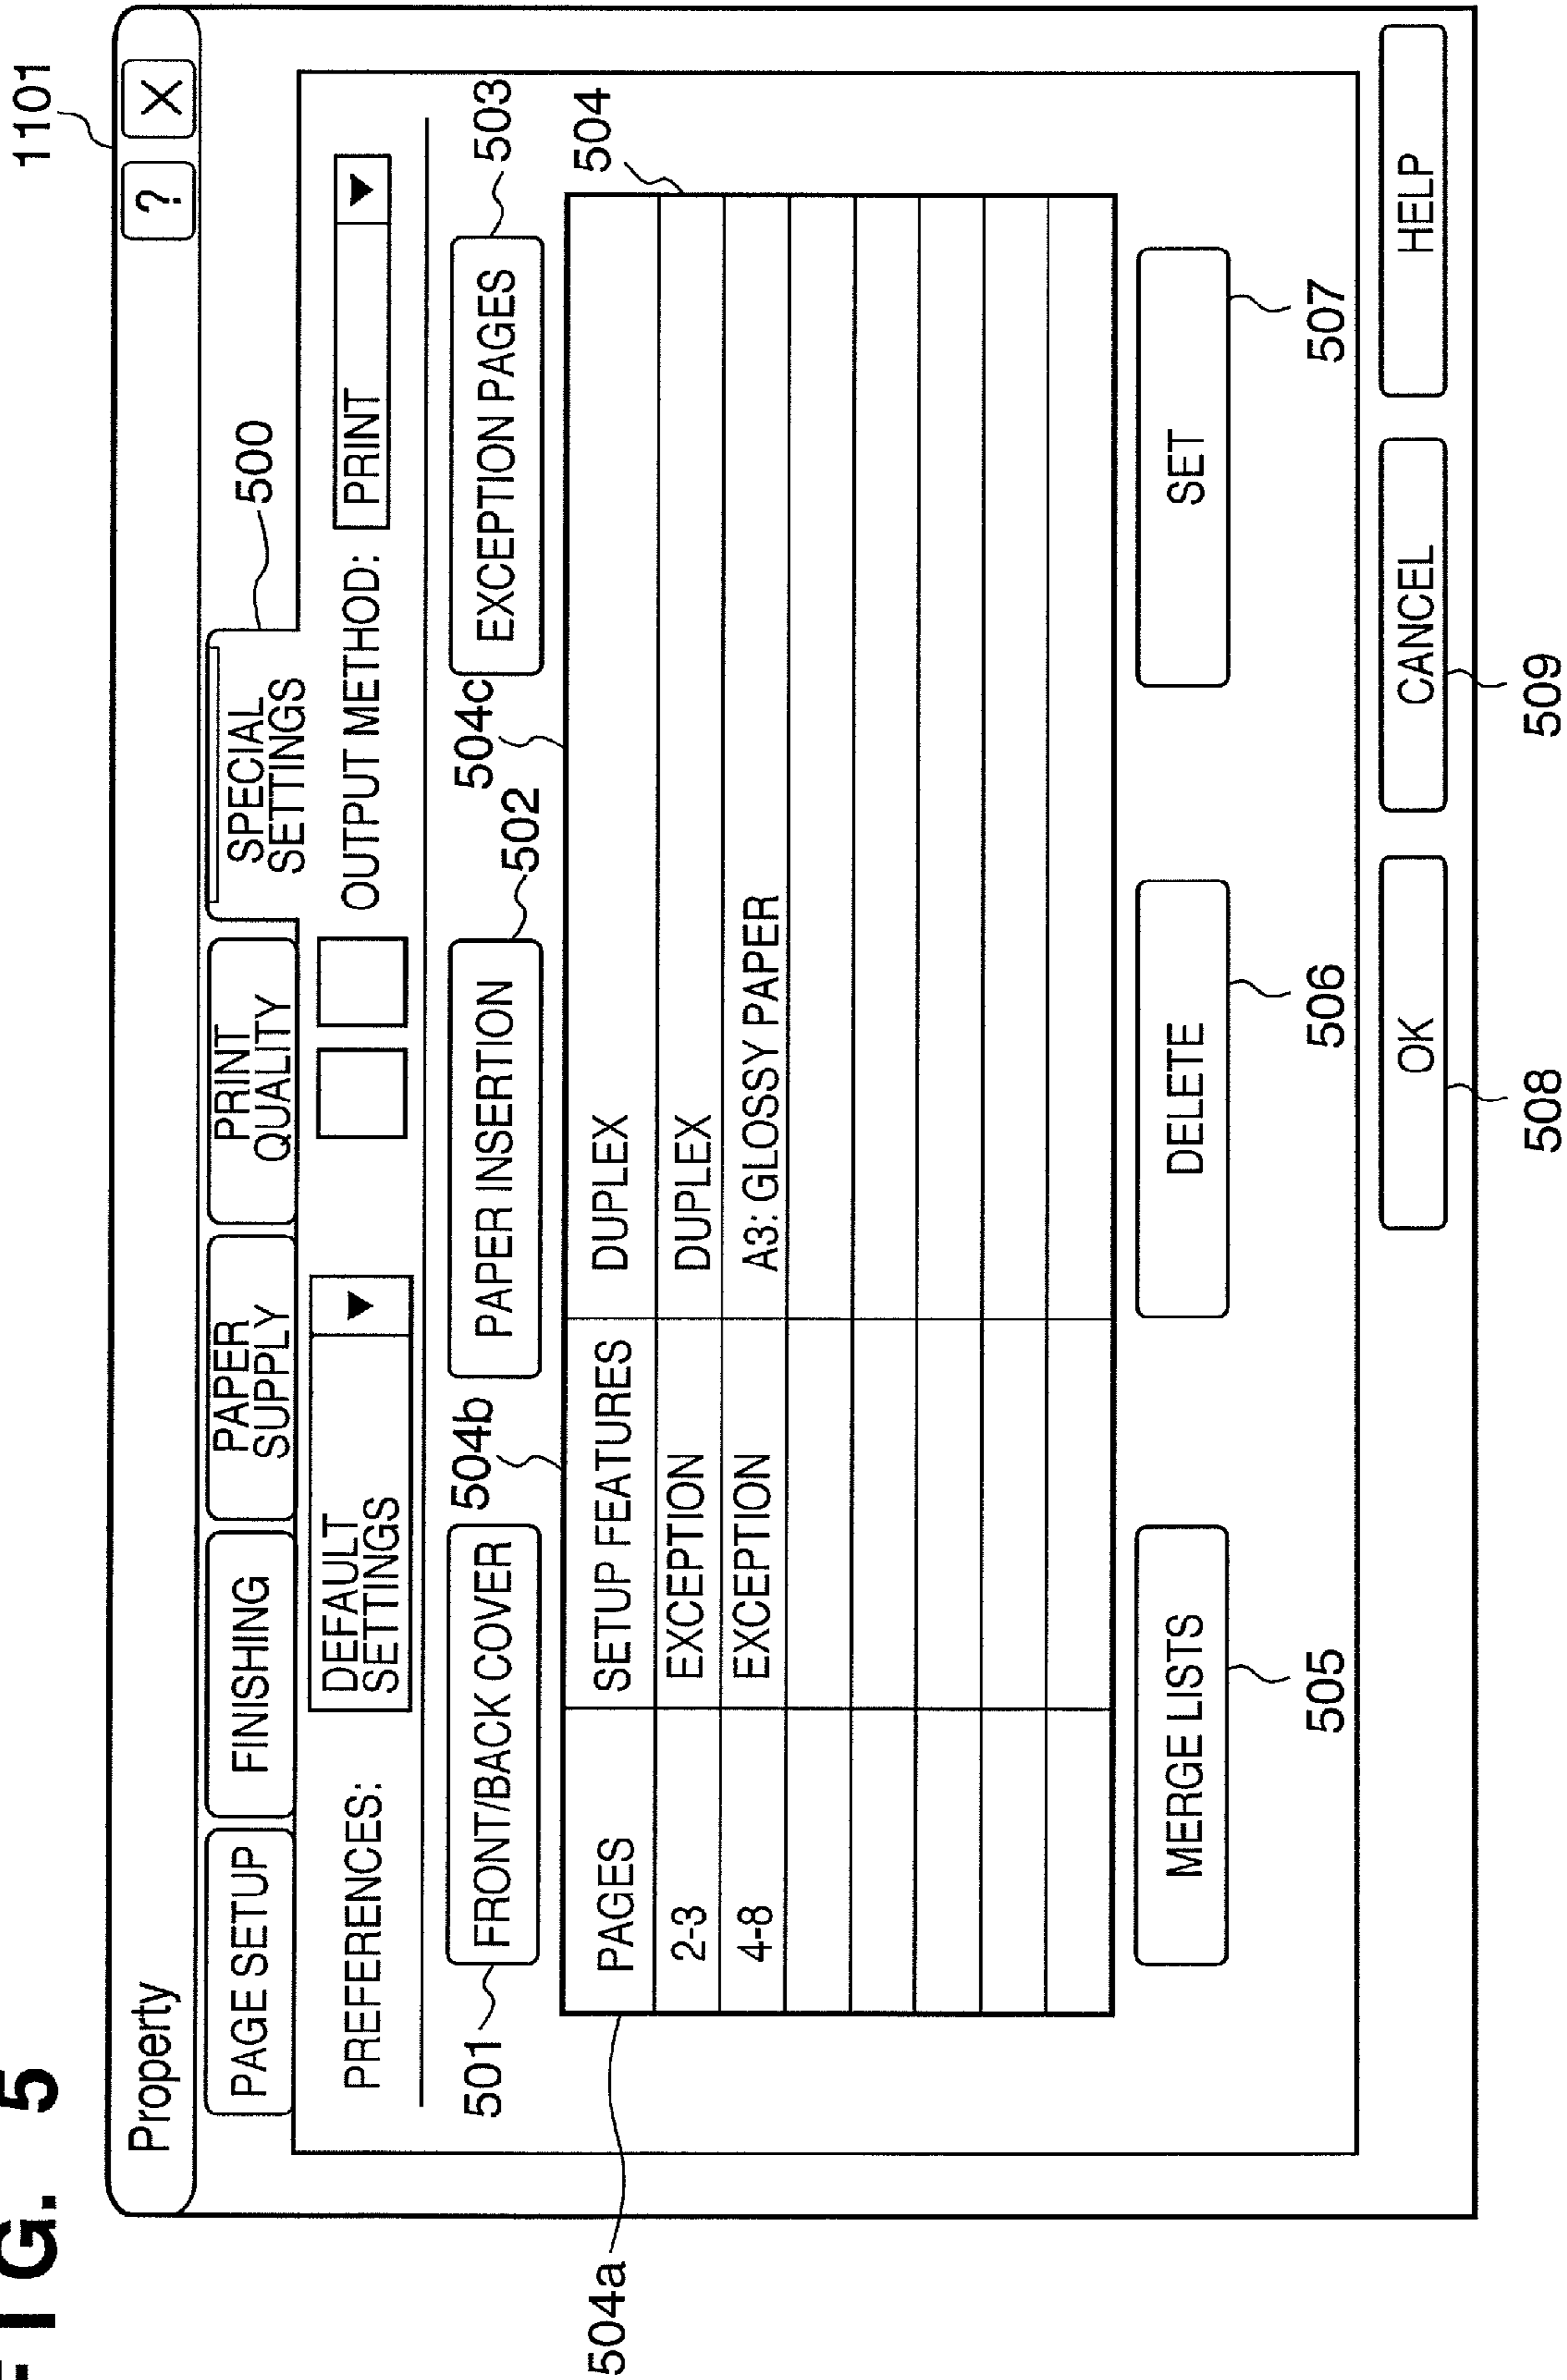 FIG. 5
1101
Property
?
X
PAGE SETUP
FINISHING
PAPER
SUPPLY
PRINT
QUALITY
SPECIAL
SETTINGS
500
PREFERENCES:
DEFAULT
SETTINGS
▼
OUTPUT METHOD:
PRINT
▼
501
FRONT/BACK COVER
504b
PAPER INSERTION
502
504c
EXCEPTION PAGES
503
504
504a
PAGES
SETUP FEATURES
DUPLEX
2-3
EXCEPTION
DUPLEX
4-8
EXCEPTION
A3: GLOSSY PAPER
MERGE LISTS
DELETE
SET
505
506
507
OK
CANCEL
HELP
508
509